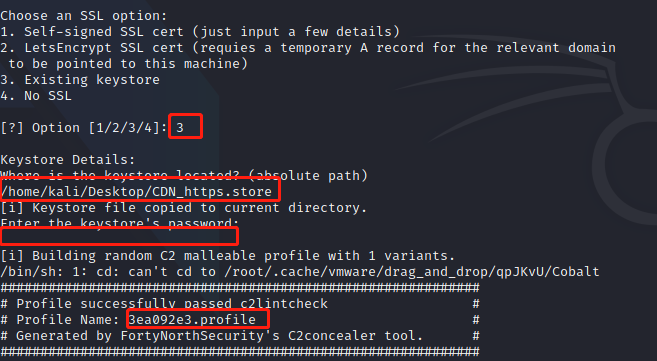 Choose an SSL option:
1. Self-signed SSL cert (just input a few details)
2. LetsEncrypt SSL cert (requies a temporary A record for the relevant domain
 to be pointed to this machine)
3. Existing keystore
4. No SSL
[?] Option [1/2/3/4]: 3
Keystore Details:
Where is the keystore located? (absolute path)
/home/kali/Desktop/CDN_https.store
[i] Keystore file copied to current directory.
Enter the keystore's password:
[i] Building random C2 malleable profile with 1 variants.
/bin/sh: 1: cd: can't cd to /root/.cache/vmware/drag_and_drop/qpJKvU/Cobalt
############################################################
# Profile successfully passed c2lintcheck #
# Profile Name: 3ea092e3.profile #
# Generated by FortyNorthSecurity's C2concealer tool. #
############################################################